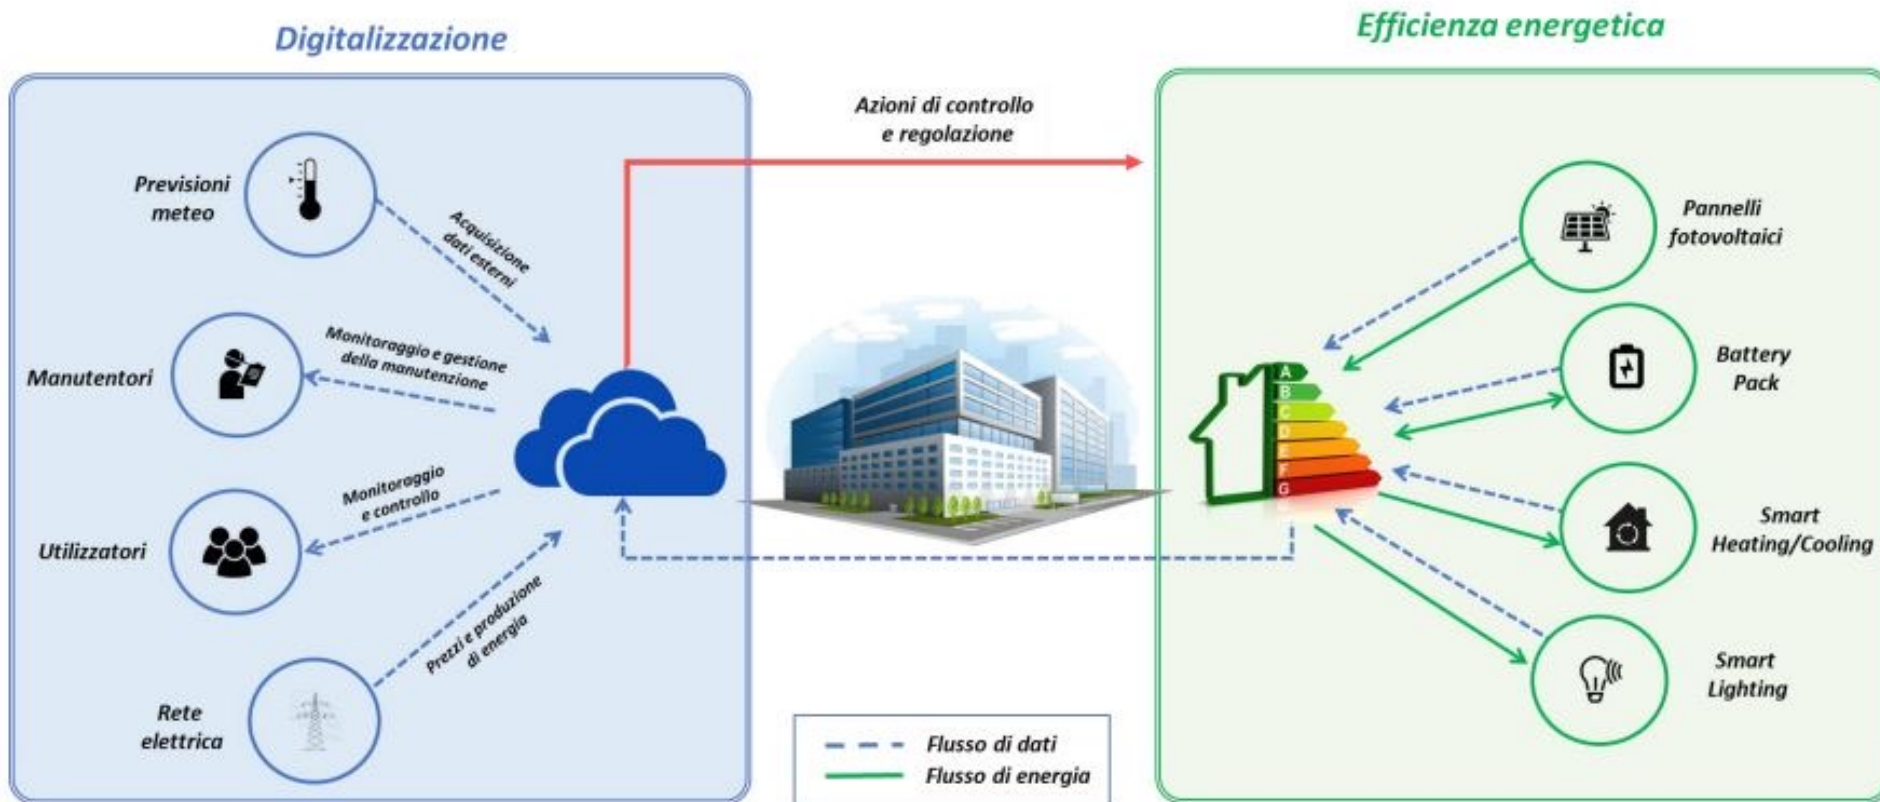 Digitalizzazione
Efficienza energetica
Azioni di controllo
e regolazione
Previsioni
meteo
Acquisizione
dati esterni
Manutentori
Monitoraggio e gestione
della manutenzione
Utilizzatori
Monitoraggio
e controllo
Rete
elettrica
Prezzi e produzione
di energia
A
B
C
D
E
F
G
Pannelli
fotovoltaici
Battery
Pack
Smart
Heating/Cooling
Smart
Lighting
Flusso di dati
Flusso di energia